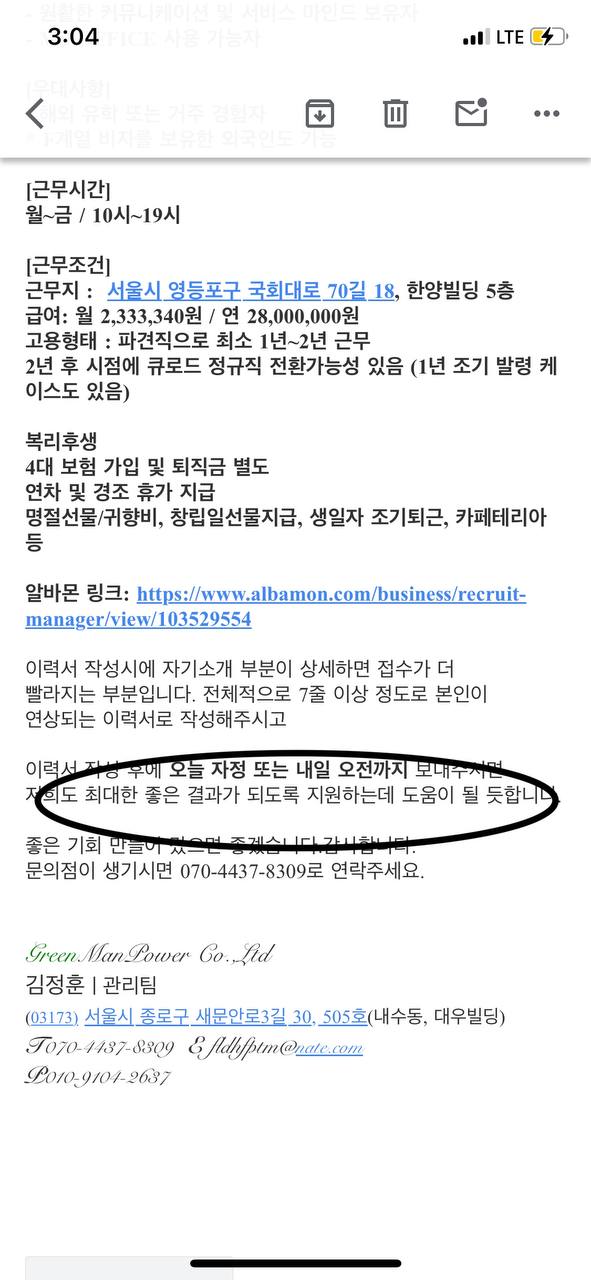 - 원활한 커뮤니케이션 및 서비스 마인드 보유자
3:04
OFFICE 사용 가능자
LTE
[우대사항]
해외 유학 또는 거주 경험자
비자를 보유한 외국인도 가능
[근무시간]
월~금 / 10시~19시
[근무조건]
근무지 : 서울시 영등포구 국회대로 70길 18, 한양빌딩 5층
급여: 월 2,333,340원 / 연 28,000,000원
고용형태 : 파견직으로 최소 1년~2년 근무
2년 후 시점에 큐로드 정규직 전환가능성 있음 (1년 조기 발령 케
이스도 있음)
복리후생
4대 보험 가입 및 퇴직금 별도
연차 및 경조 휴가 지급
명절선물/귀향비, 창립일선물지급, 생일자 조기퇴근, 카페테리아
등
알바몬 링크: https://www.albamon.com/business/recruit-
manager/view/103529554
이력서 작성시에 자기소개 부분이 상세하면 접수가 더
빨라지는 부분입니다. 전체적으로 7줄 이상 정도로 본인이
연상되는 이력서로 작성해주시고
이력서 작성 후에 오늘 자정 또는 내일 오전까지 보내주시면
저희도 최대한 좋은 결과가 되도록 지원하는데 도움이 될 듯합니다.
좋은 기회 만들어 졌으면 좋겠습니다.감사합니다.
문의점이 생기시면 070-4437-8309로 연락주세요.
GreenManPower Co.,Ltd
김정훈 | 관리팀
(03173) 서울시 종로구 새문안로3길 30, 505호(내수동, 대우빌딩)
T070-4437-8309 E fldhfptm@nate.com
P010-9104-2637